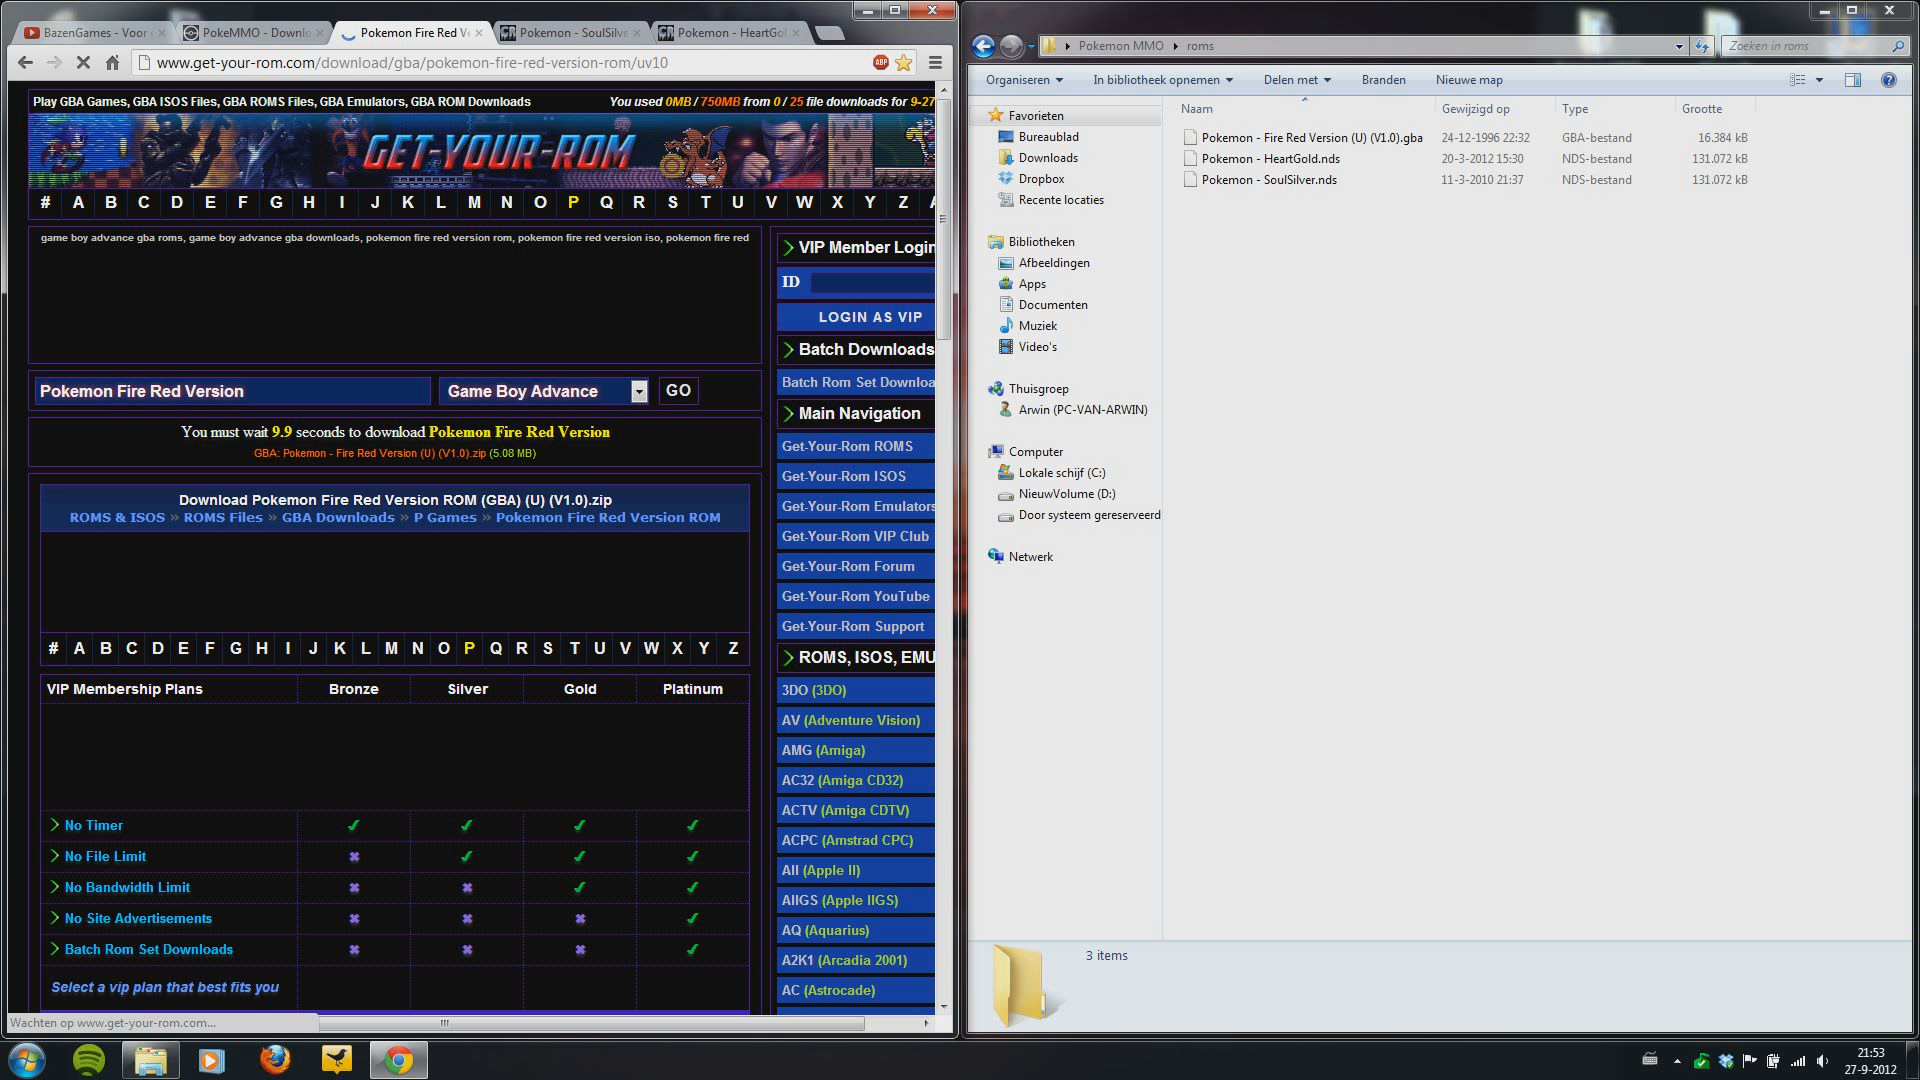 BazenGames - Voor
PokeMMO - Downlo
Pokemon Fire Red V
Pokemon - SoulSilve
Pokemon - HeartGol
www.get-your-rom.com/download/gba/pokemon-fire-red-version-rom/uv10
ABP
Play GBA Games, GBA ISOS Files, GBA ROMS Files, GBA Emulators, GBA ROM Downloads
You used 0MB / 750MB from 0 / 25 file downloads for 9-27
GET-YOUR-ROM
# A B C D E F G H I J K L M N O P Q R S T U V W X Y Z
game boy advance gba roms, game boy advance gba downloads, pokemon fire red version rom, pokemon fire red version iso, pokemon fire red
Pokemon Fire Red Version
Game Boy Advance
GO
You must wait 9.9 seconds to download Pokemon Fire Red Version
GBA: Pokemon - Fire Red Version (U) (V1.0).zip (5.08 MB)
Download Pokemon Fire Red Version ROM (GBA) (U) (V1.0).zip
ROMS & ISOS » ROMS Files » GBA Downloads » P Games » Pokemon Fire Red Version ROM
# A B C D E F G H I J K L M N O P Q R S T U V W X Y Z
VIP Membership Plans Bronze Silver Gold Platinum
No Timer ✔ ✔ ✔ ✔
No File Limit ✖ ✔ ✔ ✔
No Bandwidth Limit ✖ ✖ ✔ ✔
No Site Advertisements ✖ ✖ ✖ ✔
Batch Rom Set Downloads ✖ ✖ ✖ ✔
Select a vip plan that best fits you
VIP Member Login
ID
LOGIN AS VIP
Batch Downloads
Batch Rom Set Downloa
Main Navigation
Get-Your-Rom ROMS
Get-Your-Rom ISOS
Get-Your-Rom Emulators
Get-Your-Rom VIP Club
Get-Your-Rom Forum
Get-Your-Rom YouTube
Get-Your-Rom Support
ROMS, ISOS, EMU
3DO (3DO)
AV (Adventure Vision)
AMG (Amiga)
AC32 (Amiga CD32)
ACTV (Amiga CDTV)
ACPC (Amstrad CPC)
AII (Apple II)
AIIGS (Apple IIGS)
AQ (Aquarius)
A2K1 (Arcadia 2001)
AC (Astrocade)
Wachten op www.get-your-rom.com...
Pokemon MMO
roms
Zoeken in roms
Organiseren
In bibliotheek opnemen
Delen met
Branden
Nieuwe map
Naam Gewijzigd op Type Grootte
Pokemon - Fire Red Version (U) (V1.0).gba 24-12-1996 22:32 GBA-bestand 16.384 kB
Pokemon - HeartGold.nds 20-3-2012 15:30 NDS-bestand 131.072 kB
Pokemon - SoulSilver.nds 11-3-2010 21:37 NDS-bestand 131.072 kB
Favorieten
Bureaublad
Downloads
Dropbox
Recente locaties
Bibliotheken
Afbeeldingen
Apps
Documenten
Muziek
Video's
Thuisgroep
Arwin (PC-VAN-ARWIN)
Computer
Lokale schijf (C:)
NieuwVolume (D:)
Door systeem gereserveerd
Netwerk
3 items
21:53
27-9-2012